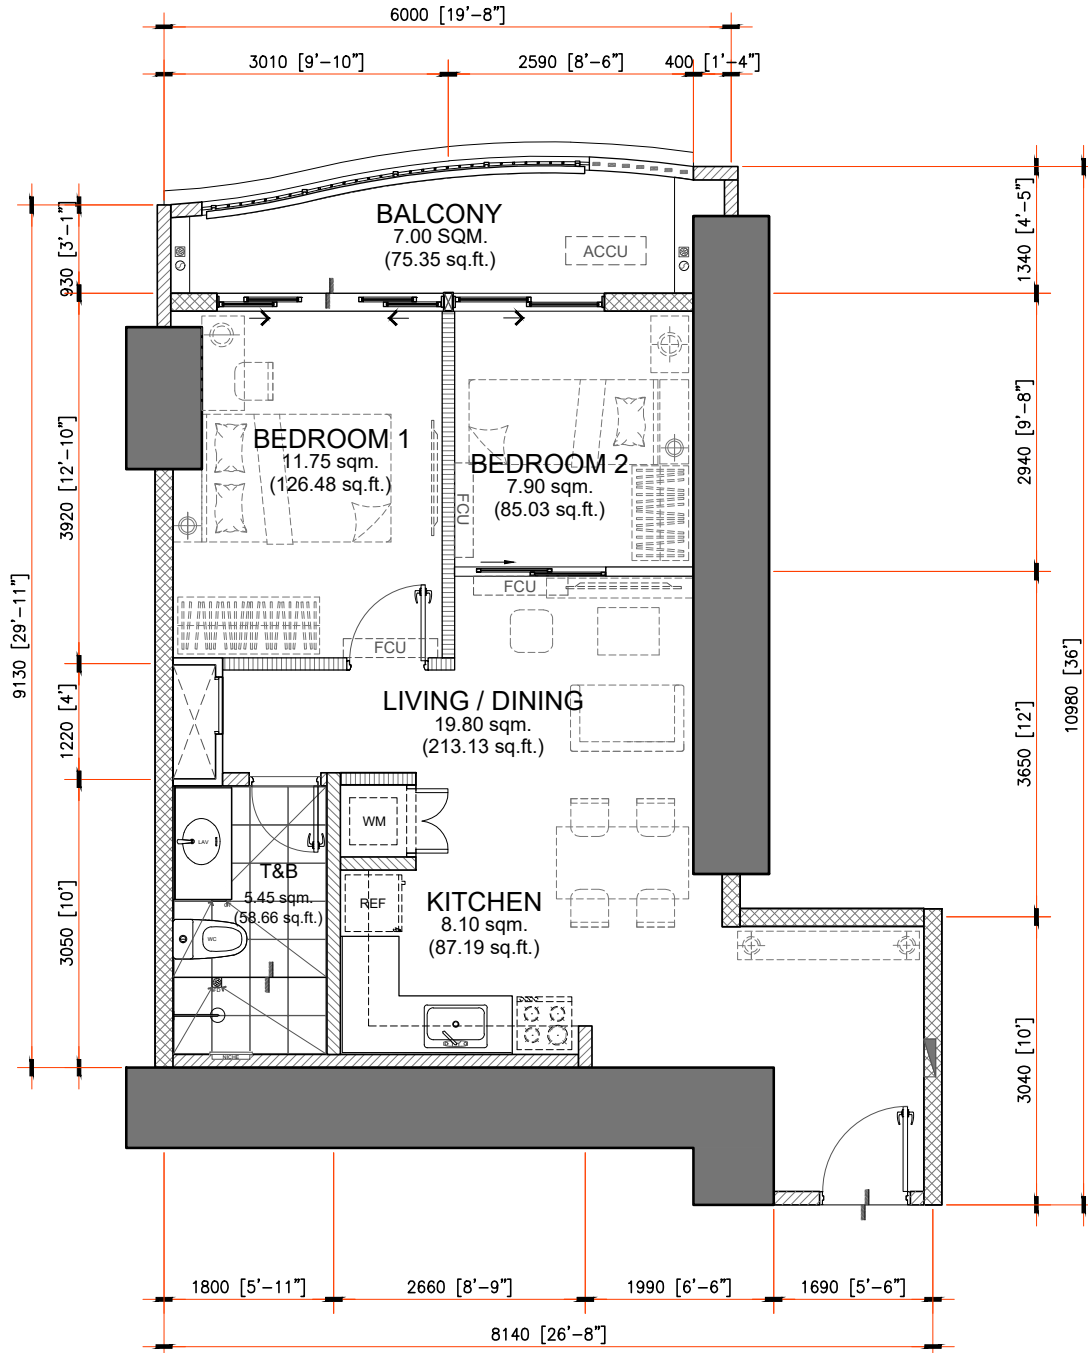 6000 [19'-8"]
3010 [9'-10"]
2590 [8'-6"]
400 [1'-4"]
930 [3'-1"]
3920 [12'-10"]
1220 [4']
3050 [10']
9130 [29'-11"]
BALCONY
7.00 SQM.
(75.35 sq.ft.)
ACCU
1340 [4'-5"]
2940 [9'-8"]
3650 [12']
3040 [10']
10980 [36']
BEDROOM 1
11.75 sqm.
(126.48 sq.ft.)
BEDROOM 2
7.90 sqm.
(85.03 sq.ft.)
FCU
FCU
FCU
LIVING / DINING
19.80 sqm.
(213.13 sq.ft.)
WM
LAV
T&B
5.45 sqm.
(58.66 sq.ft.)
REF
KITCHEN
8.10 sqm.
(87.19 sq.ft.)
WC
NICHE
1800 [5'-11"]
2660 [8'-9"]
1990 [6'-6"]
1690 [5'-6"]
8140 [26'-8"]